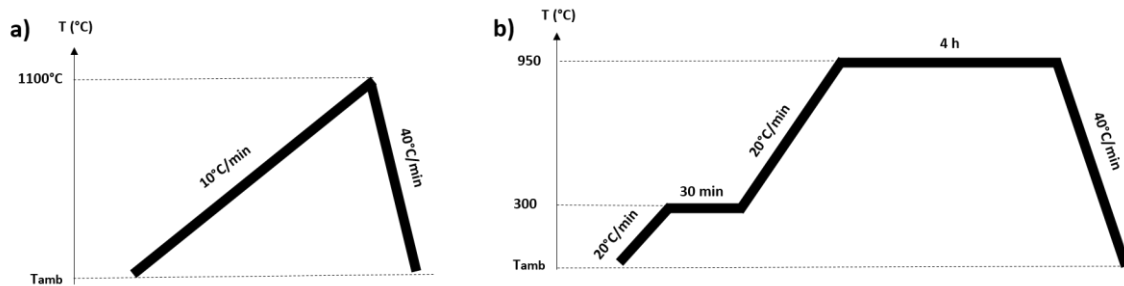 a)
T (°C)
1100°C
10°C/min
40°C/min
Tamb
b)
T (°C)
4 h
950
20°C/min
40°C/min
30 min
300
20°C/min
Tamb